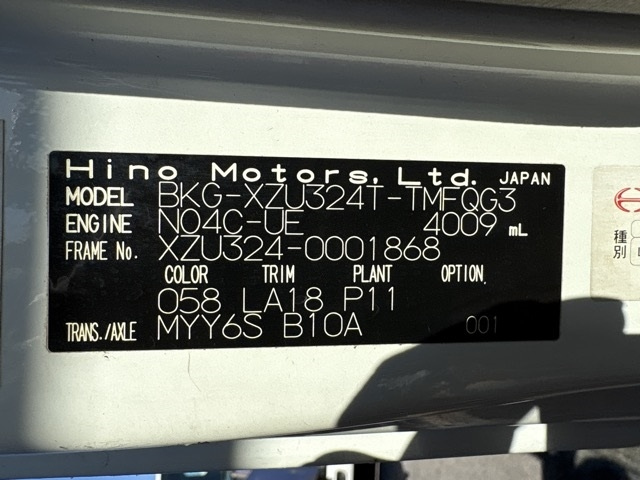 Hino Motors, Ltd. JAPAN
MODEL BKG-XZU324T-TMFQG3
ENGINE N04C-UE 4009 mL
FRAME No. XZU324-0001868
COLOR TRIM PLANT OPTION
058 LA18 P11
TRANS./AXLE MYY6S B10A 001
種
別